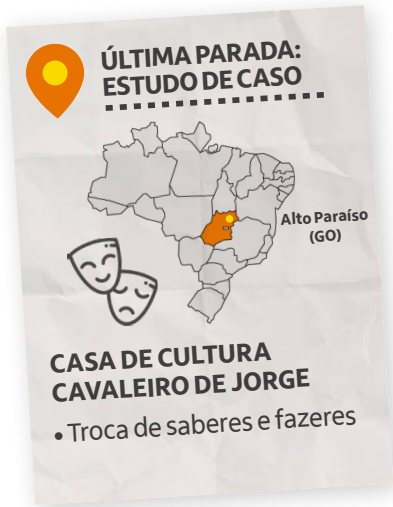 ÚLTIMA PARADA:
ESTUDO DE CASO
Alto Paraíso
(GO)
CASA DE CULTURA
CAVALEIRO DE JORGE
• Troca de saberes e fazeres